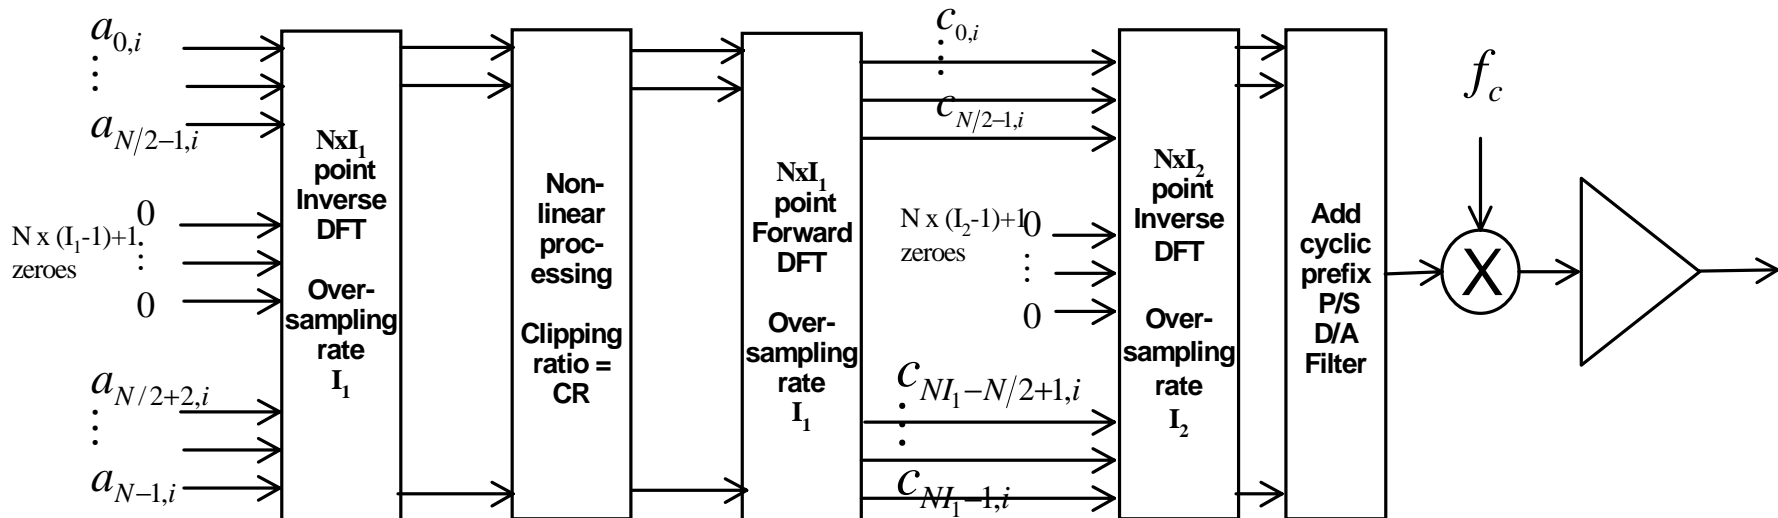 a0,i
⋮
aN/2−1,i
0
N x (I1-1)+1
⋮
zeroes
0
aN/2+2,i
⋮
aN−1,i
NxI1
point
Inverse
DFT
Over-
sampling
rate
I1
Non-
linear
proc-
essing
Clipping
ratio =
CR
NxI1
point
Forward
DFT
Over-
sampling
rate
I1
c0,i
⋮
cN/2−1,i
N x (I2-1)+1
0
zeroes
⋮
0
cNI1−N/2+1,i
⋮
cNI1−1,i
NxI2
point
Inverse
DFT
Over-
sampling
rate
I2
Add
cyclic
prefix
P/S
D/A
Filter
fc
X